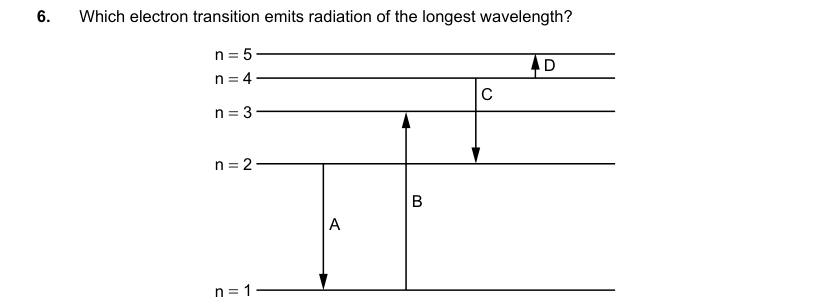 6. Which electron transition emits radiation of the longest wavelength?
n = 5
D
n = 4
C
n = 3
n = 2
B
A
n = 1